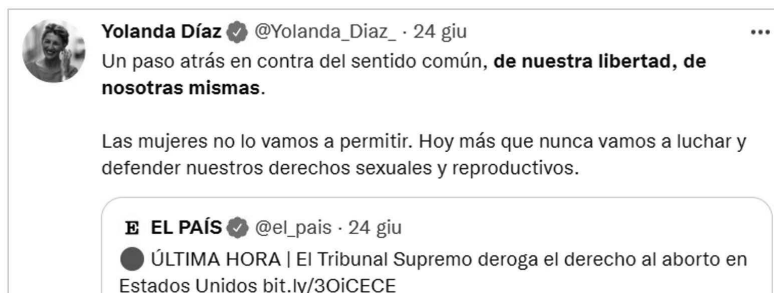 Yolanda Díaz @Yolanda_Diaz_ · 24 giu
Un paso atrás en contra del sentido común, de nuestra libertad, de
nosotras mismas.
Las mujeres no lo vamos a permitir. Hoy más que nunca vamos a luchar y
defender nuestros derechos sexuales y reproductivos.
E EL PAÍS @el_pais · 24 giu
ÚLTIMA HORA | El Tribunal Supremo deroga el derecho al aborto en
Estados Unidos bit.ly/3OiCECE